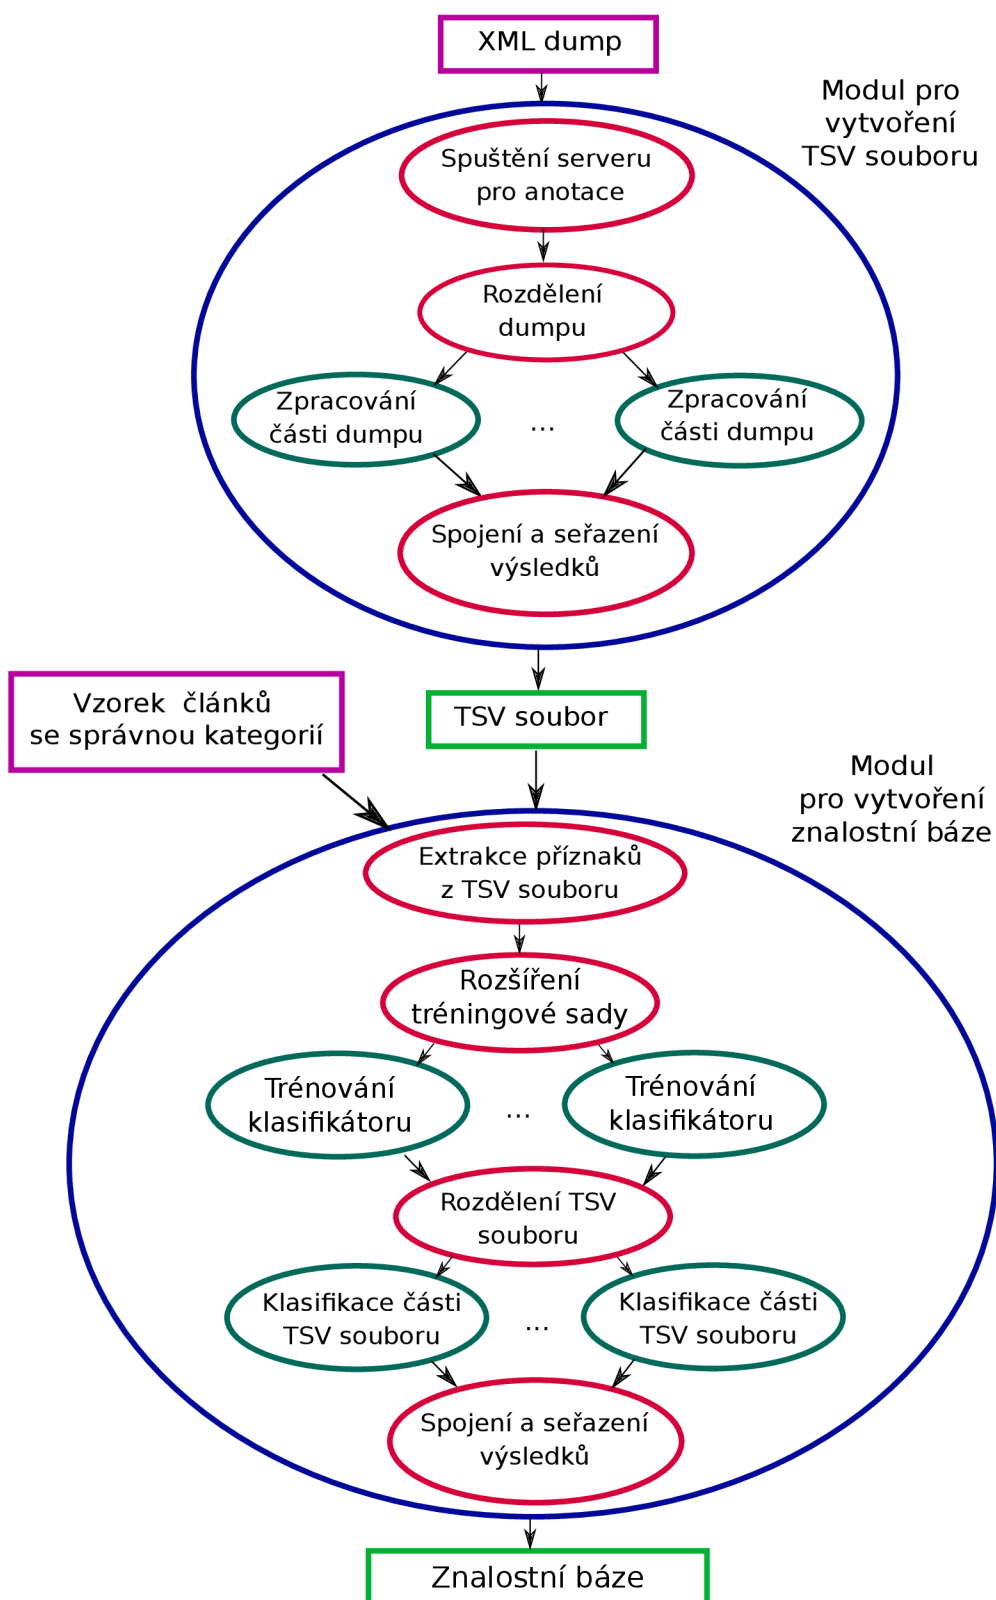 XML dump
Modul pro
vytvoření
TSV souboru
Spuštění serveru
pro anotace
Rozdělení
dumpu
Zpracování
části dumpu
...
Zpracování
části dumpu
Spojení a seřazení
výsledků
Vzorek článků
se správnou kategorií
TSV soubor
Modul
pro vytvoření
znalostní báze
Extrakce příznaků
z TSV souboru
Rozšíření
tréningové sady
Trénování
klasifikátoru
...
Trénování
klasifikátoru
Rozdělení TSV
souboru
Klasifikace části
TSV souboru
...
Klasifikace části
TSV souboru
Spojení a seřazení
výsledků
Znalostní báze